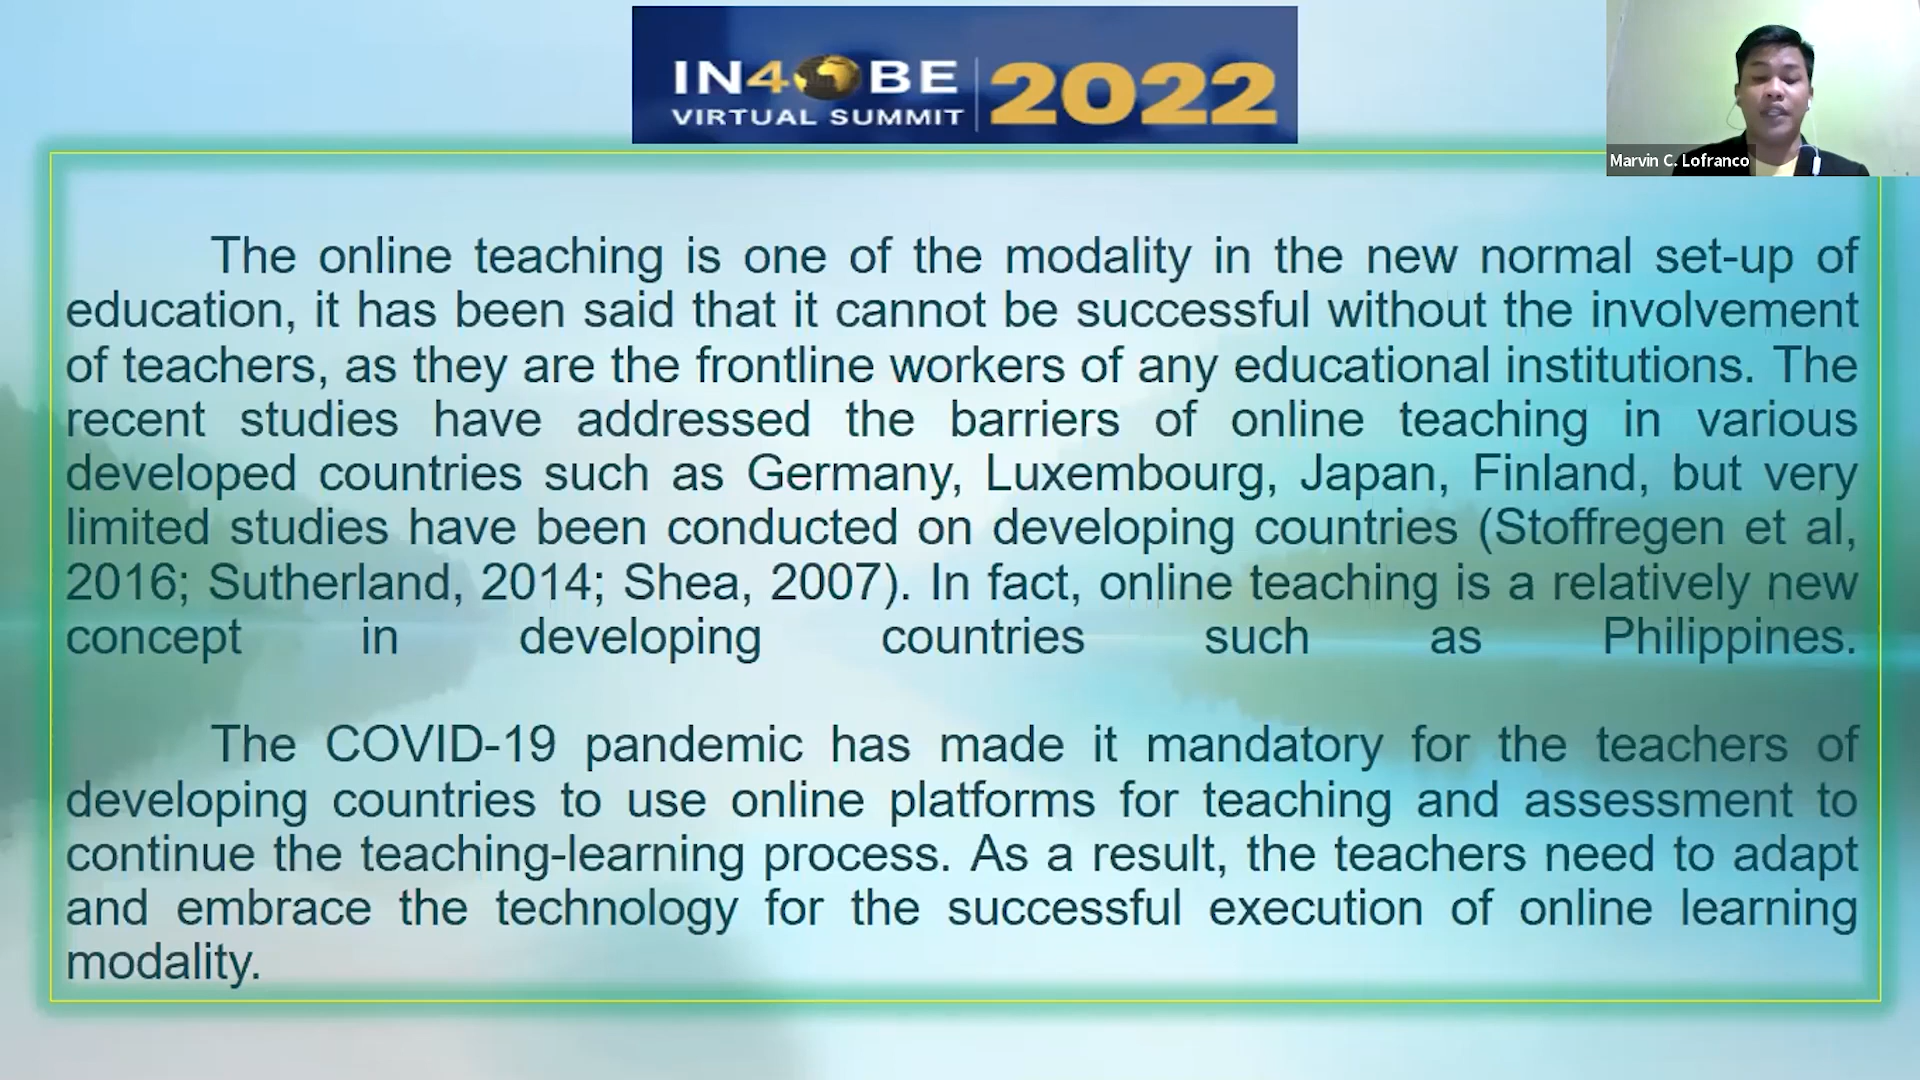 IN4 BE
VIRTUAL SUMMIT
2022
Marvin C. Lofranco
The online teaching is one of the modality in the new normal set-up of
education, it has been said that it cannot be successful without the involvement
of teachers, as they are the frontline workers of any educational institutions. The
recent studies have addressed the barriers of online teaching in various
developed countries such as Germany, Luxembourg, Japan, Finland, but very
limited studies have been conducted on developing countries (Stoffregen et al,
2016; Sutherland, 2014; Shea, 2007). In fact, online teaching is a relatively new
concept in developing countries such as Philippines.
The COVID-19 pandemic has made it mandatory for the teachers of
developing countries to use online platforms for teaching and assessment to
continue the teaching-learning process. As a result, the teachers need to adapt
and embrace the technology for the successful execution of online learning
modality.